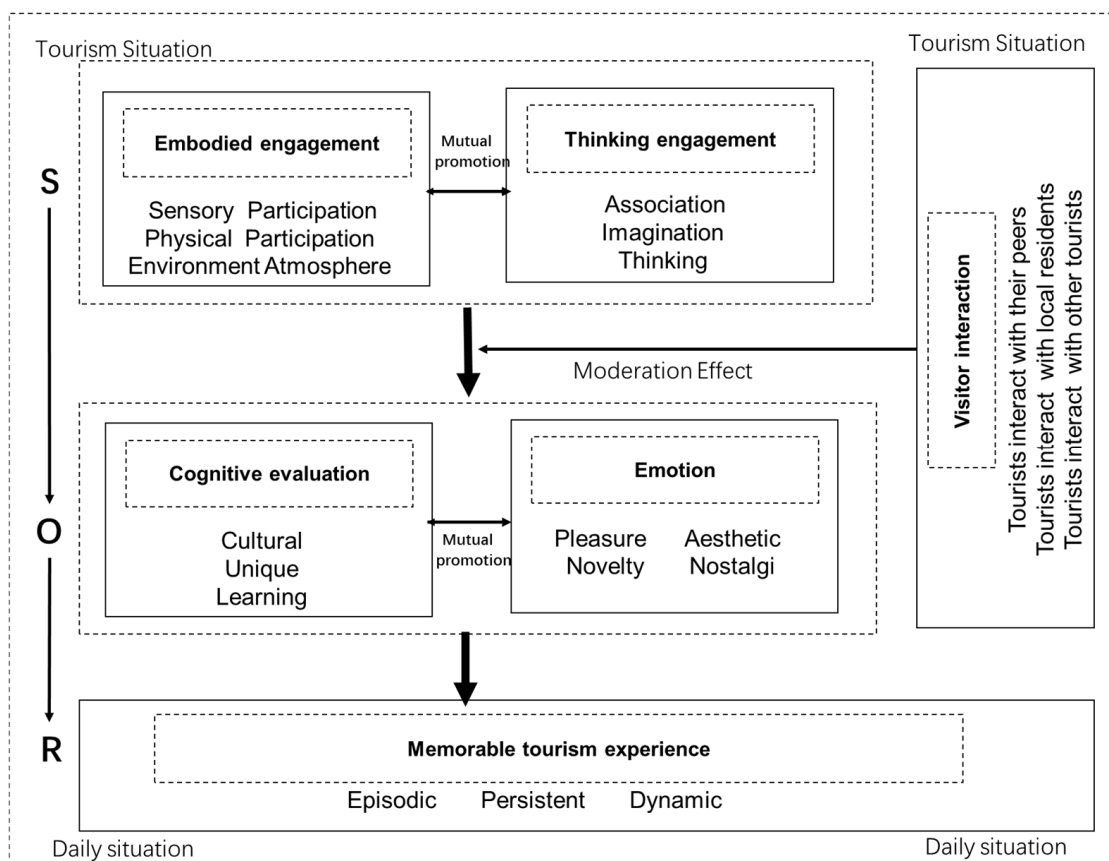 Tourism Situation
Tourism Situation
S
Embodied engagement
Sensory Participation
Physical Participation
Environment Atmosphere
Mutual
promotion
Thinking engagement
Association
Imagination
Thinking
Moderation Effect
Visitor interaction
Tourists interact with their peers
Tourists interact with local residents
Tourists interact with other tourists
O
Cognitive evaluation
Cultural
Unique
Learning
Mutual
promotion
Emotion
Pleasure Aesthetic
Novelty Nostalgi
R
Memorable tourism experience
Episodic Persistent Dynamic
Daily situation
Daily situation